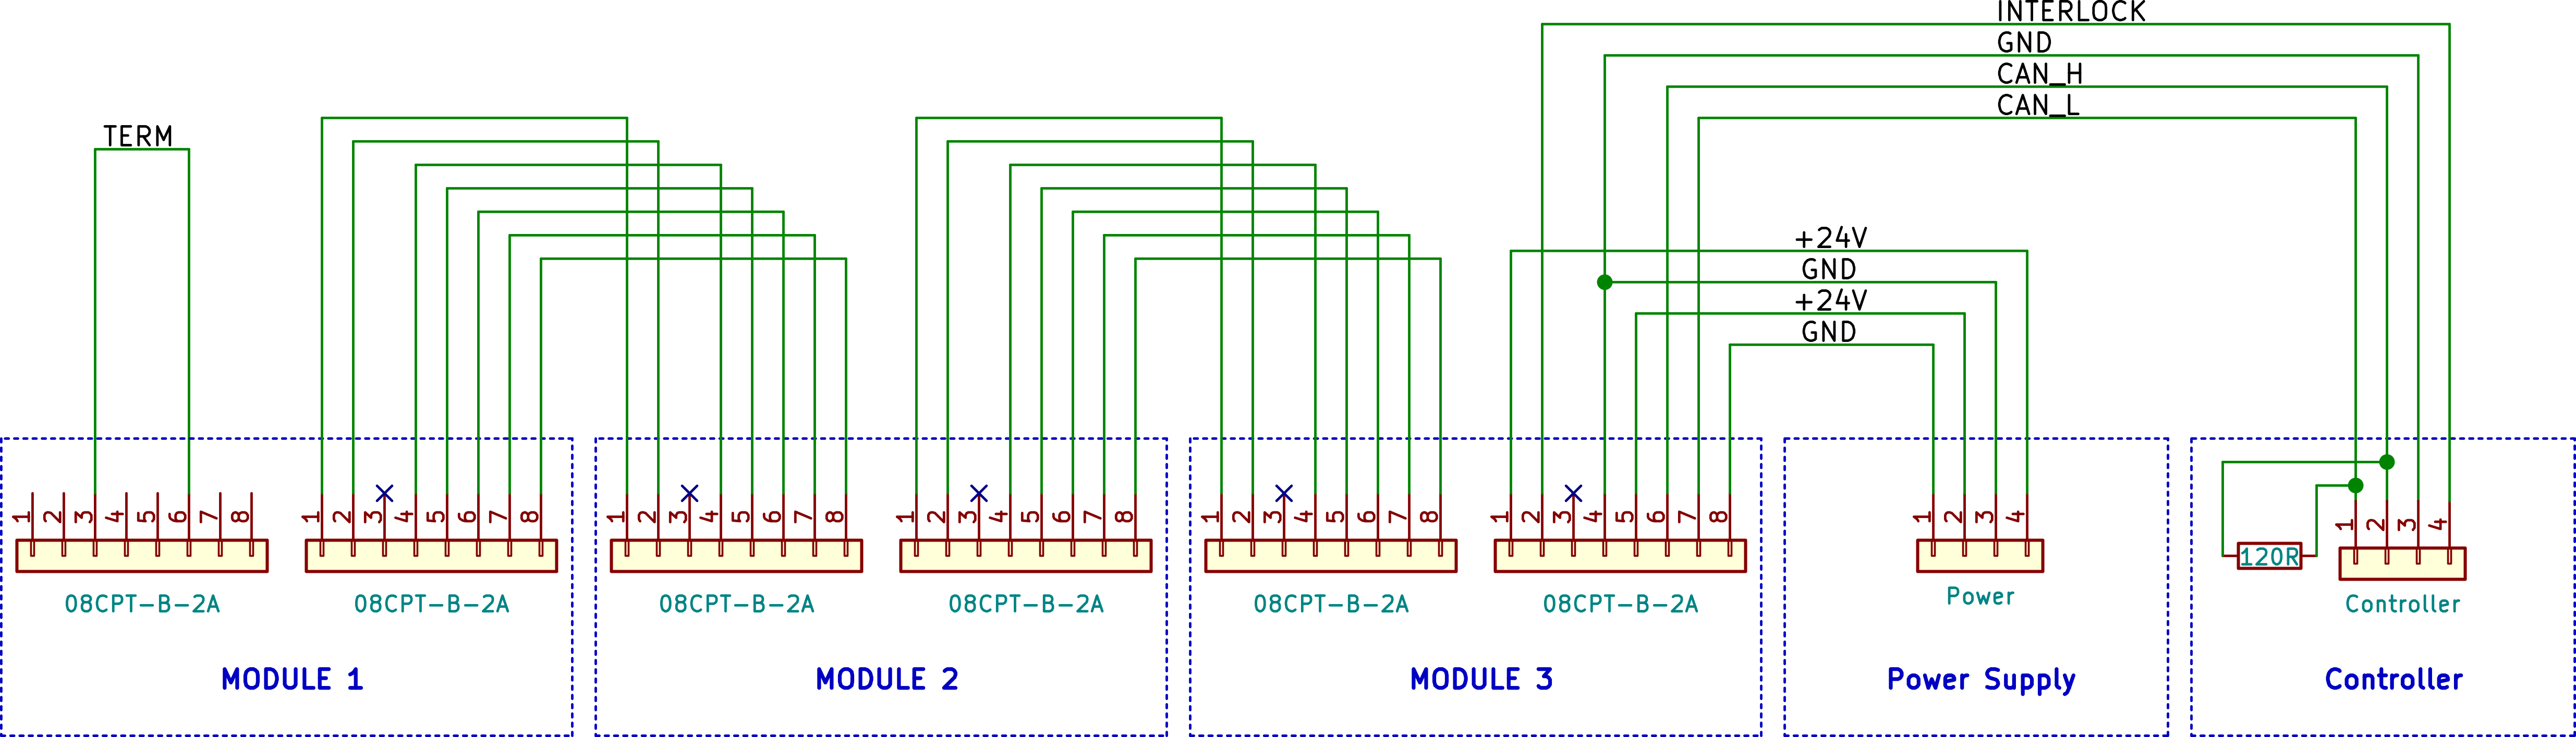 INTERLOCK
GND
CAN_H
CAN_L
TERM
+24V
GND
+24V
GND
1 2 3 4 5 6 7 8
1 2 3 4 5 6 7 8
1 2 3 4 5 6 7 8
1 2 3 4 5 6 7 8
1 2 3 4 5 6 7 8
1 2 3 4 5 6 7 8
1 2 3 4
1 2 3 4
120R
08CPT-B-2A
08CPT-B-2A
08CPT-B-2A
08CPT-B-2A
08CPT-B-2A
08CPT-B-2A
Power
Controller
MODULE 1
MODULE 2
MODULE 3
Power Supply
Controller